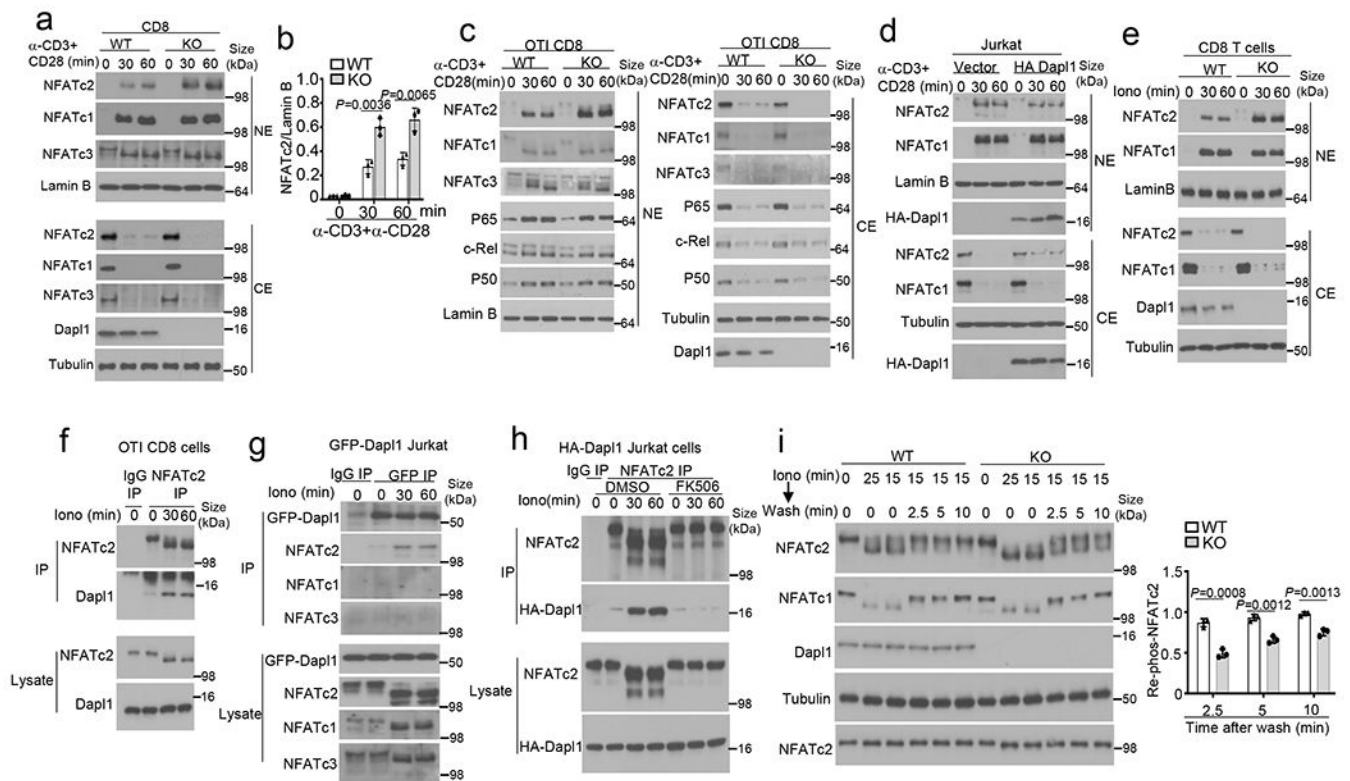 a
CD8
α-CD3+
CD28
WT
KO
Size
(kDa)
0 30 60 (min) 0 30 60
NFATc2
98
NFATc1
98
NFATc3
98
Lamin B
64
NE
NFATc2
98
NFATc1
98
NFATc3
98
Dapl1
16
Tubulin
50
CE
b
WT
KO
P=0.0065
P=0.0036
NFATc2/Lamin B
1.0
0.8
0.6
0.4
0.2
0
0 30 60 min
α-CD3+α-CD28
c
OTI CD8
α-CD3+ WT KO Size
CD28(min) 0 30 60 0 30 60 (kDa)
NFATc2
98
NFATc1
98
NFATc3
98
P65
64
c-Rel
64
P50
50
Lamin B
64
NE
OTI CD8
α-CD3+ WT KO Size
CD28(min) 0 30 60 0 30 60 (kDa)
NFATc2
98
NFATc1
98
NFATc3
98
P65
64
c-Rel
64
P50
50
Tubulin
50
Dapl1
16
CE
d
Jurkat
α-CD3+ Vector HA Dapl1 Size
CD28 (min) 0 30 60 0 30 60 (kDa)
NFATc2
98
NFATc1
98
Lamin B
64
HA-Dapl1
16
NE
NFATc2
98
NFATc1
98
Tubulin
50
HA-Dapl1
16
CE
e
CD8 T cells
WT KO Size
Iono (min) 0 30 60 0 30 60 (kDa)
NFATc2
98
NFATc1
98
LaminB
64
NE
NFATc2
98
NFATc1
98
Dapl1
16
Tubulin
50
CE
f
OTI CD8 cells
IgG NFATc2
IP IP Size
Iono (min) 0 0 30 60 (kDa)
NFATc2
98
16
Dapl1
IP
NFATc2
98
16
Dapl1
Lysate
g
GFP-Dapl1 Jurkat
IgG IP GFP IP Size
Iono (min) 0 0 30 60 (kDa)
GFP-Dapl1
50
NFATc2
98
NFATc1
98
NFATc3
98
IP
GFP-Dapl1
50
NFATc2
98
NFATc1
98
NFATc3
98
Lysate
h
HA-Dapl1 Jurkat cells
IgG IP NFATc2 IP
DMSO FK506 Size
Iono(min) 0 0 30 60 0 30 60 (kDa)
NFATc2
98
HA-Dapl1
16
IP
NFATc2
98
HA-Dapl1
16
Lysate
i
WT KO
Iono (min) 0 25 15 15 15 15 0 25 15 15 15 15 Size
Wash (min) 0 0 0 2.5 5 10 0 0 0 2.5 5 10 (kDa)
NFATc2
98
NFATc1
98
Dapl1
16
Tubulin
50
NFATc2
98
WT
KO
P=0.0008 P=0.0012 P=0.0013
Re-phos-NFATc2
1.5
1.0
0.5
0
2.5 5 10
Time after wash (min)